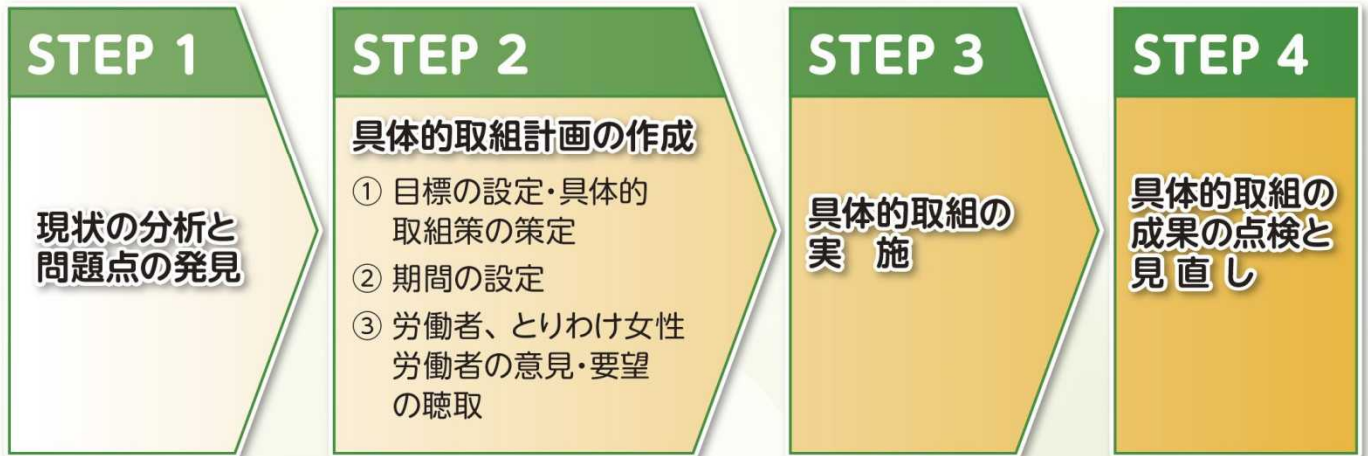 STEP 1
現状の分析と
問題点の発見
STEP 2
具体的取組計画の作成
① 目標の設定・具体的
取組策の策定
② 期間の設定
③ 労働者、とりわけ女性
労働者の意見・要望
の聴取
STEP 3
具体的取組の
実　施
STEP 4
具体的取組の
成果の点検と
見 直 し